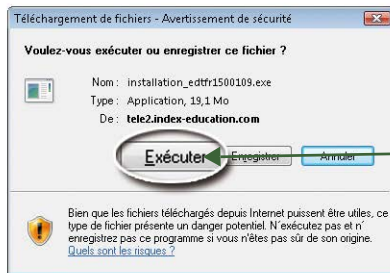 Téléchargement de fichiers - Avertissement de sécurité
Voulez-vous exécuter ou enregistrer ce fichier ?
Nom : installation_edtfr1500109.exe
Type : Application, 19,1 Mo
De : tele2.index-education.com
Exécuter Enregistrer Annuler
Bien que les fichiers téléchargés depuis Internet puissent être utiles, ce
type de fichier présente un danger potentiel. N'exécutez pas et n'
enregistrez pas ce programme si vous n'êtes pas sûr de son origine.
Quels sont les risques ?